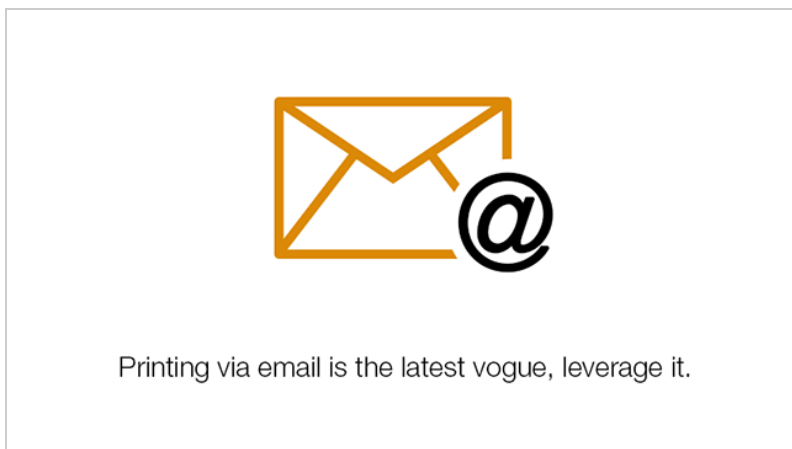 @
Printing via email is the latest vogue, leverage it.